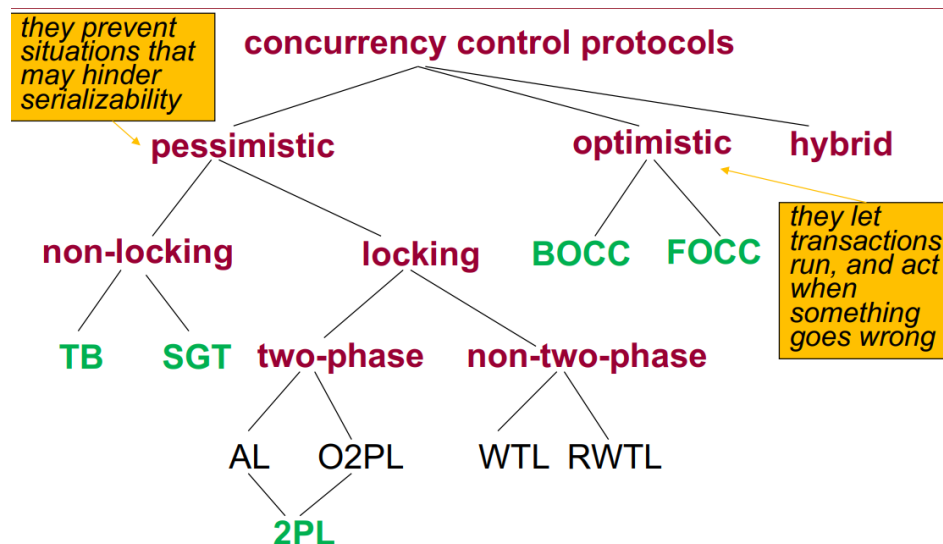 they prevent
situations that
may hinder
serializability
concurrency control protocols
pessimistic
optimistic
hybrid
they let
transactions
run, and act
when
something
goes wrong
non-locking
locking
BOCC
FOCC
TB
SGT
two-phase
non-two-phase
AL
O2PL
WTL
RWTL
2PL